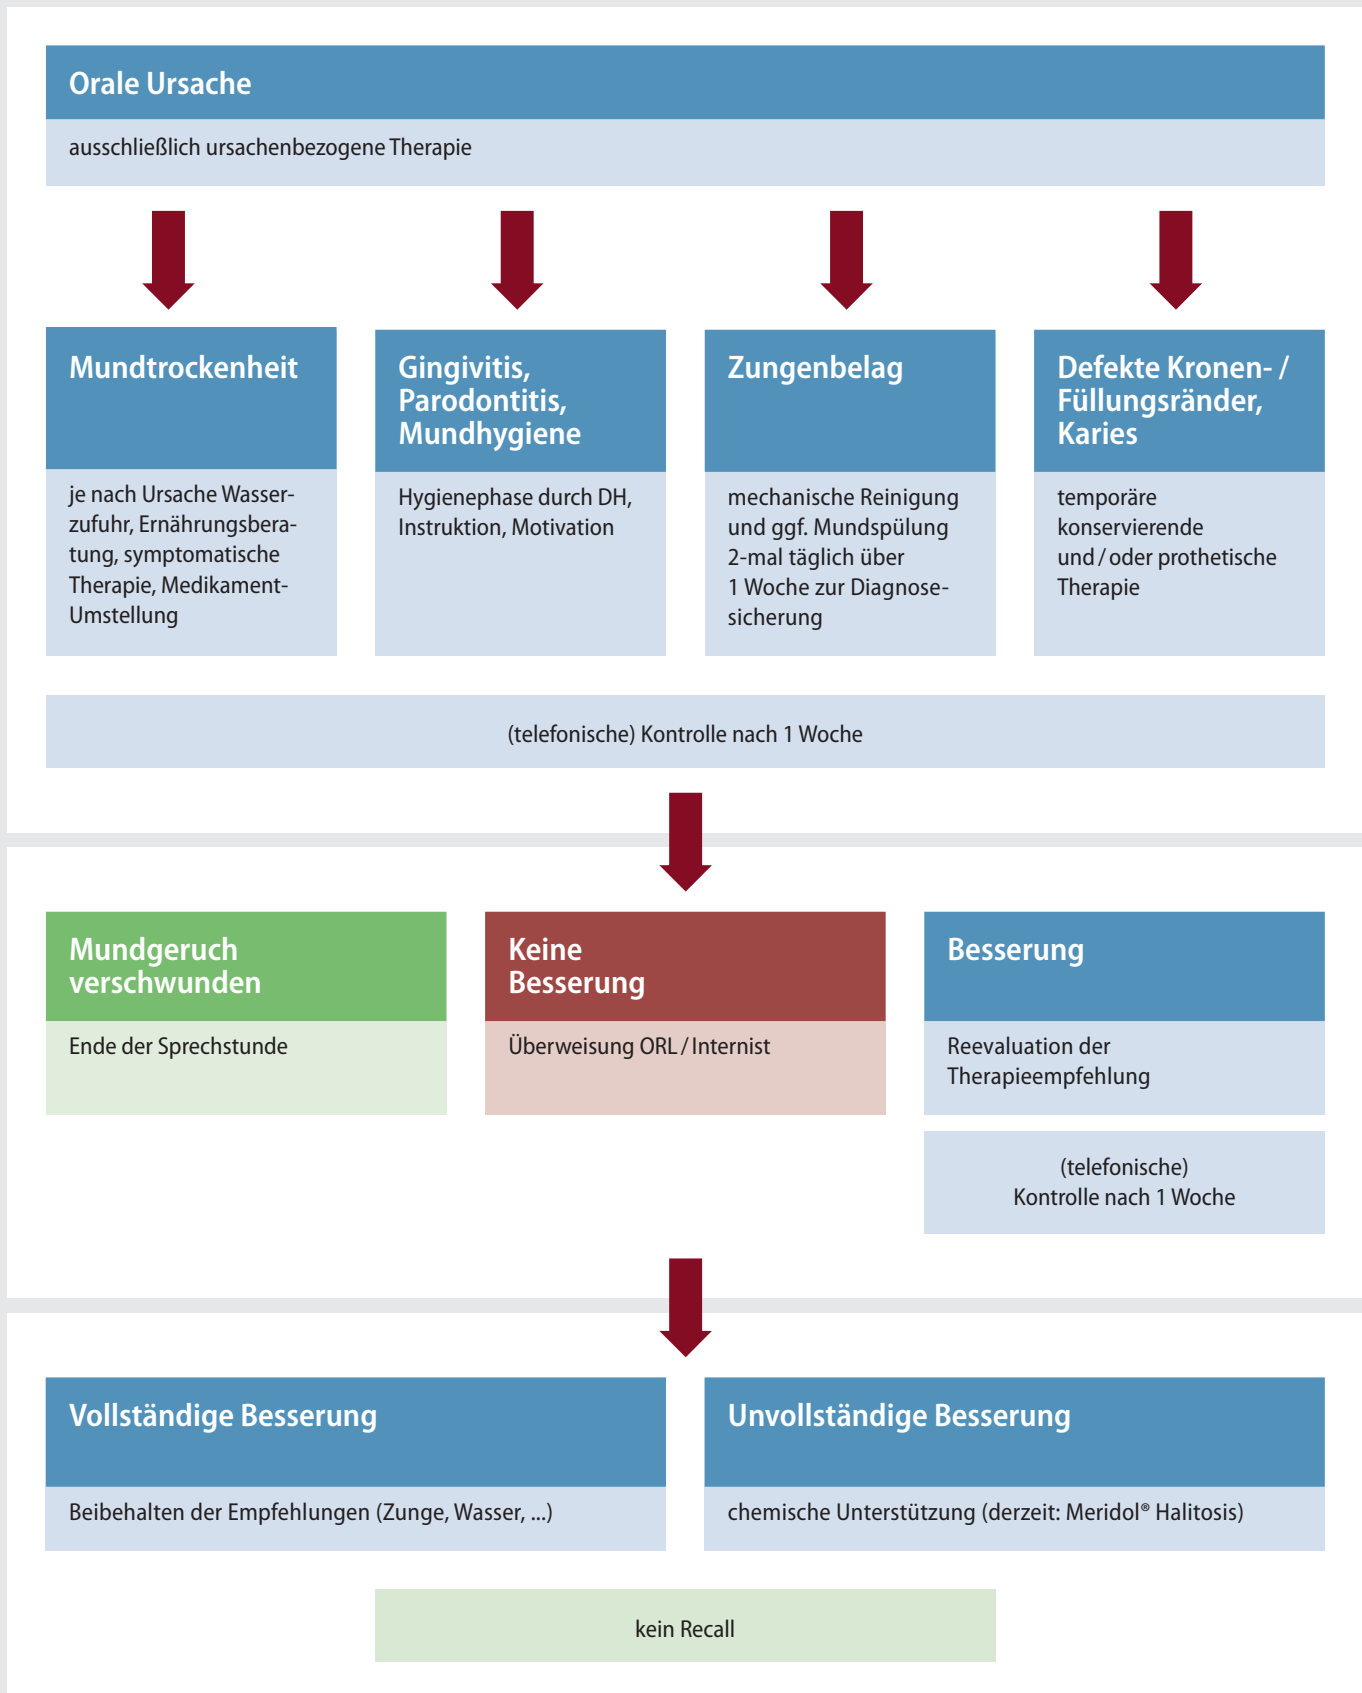 Orale Ursache
ausschließlich ursachenbezogene Therapie
Mundtrockenheit
je nach Ursache Wasser-
zufuhr, Ernährungsbera-
tung, symptomatische
Therapie, Medikament-
Umstellung
Gingivitis,
Parodontitis,
Mundhygiene
Hygienephase durch DH,
Instruktion, Motivation
Zungenbelag
mechanische Reinigung
und ggf. Mundspülung
2-mal täglich über
1 Woche zur Diagnose-
sicherung
Defekte Kronen- /
Füllungsränder,
Karies
temporäre
konservierende
und / oder prothetische
Therapie
(telefonische) Kontrolle nach 1 Woche
Mundgeruch
verschwunden
Ende der Sprechstunde
Keine
Besserung
Überweisung ORL / Internist
Besserung
Reevaluation der
Therapieempfehlung
(telefonische)
Kontrolle nach 1 Woche
Vollständige Besserung
Beibehalten der Empfehlungen (Zunge, Wasser, ...)
Unvollständige Besserung
chemische Unterstützung (derzeit: Meridol® Halitosis)
kein Recall